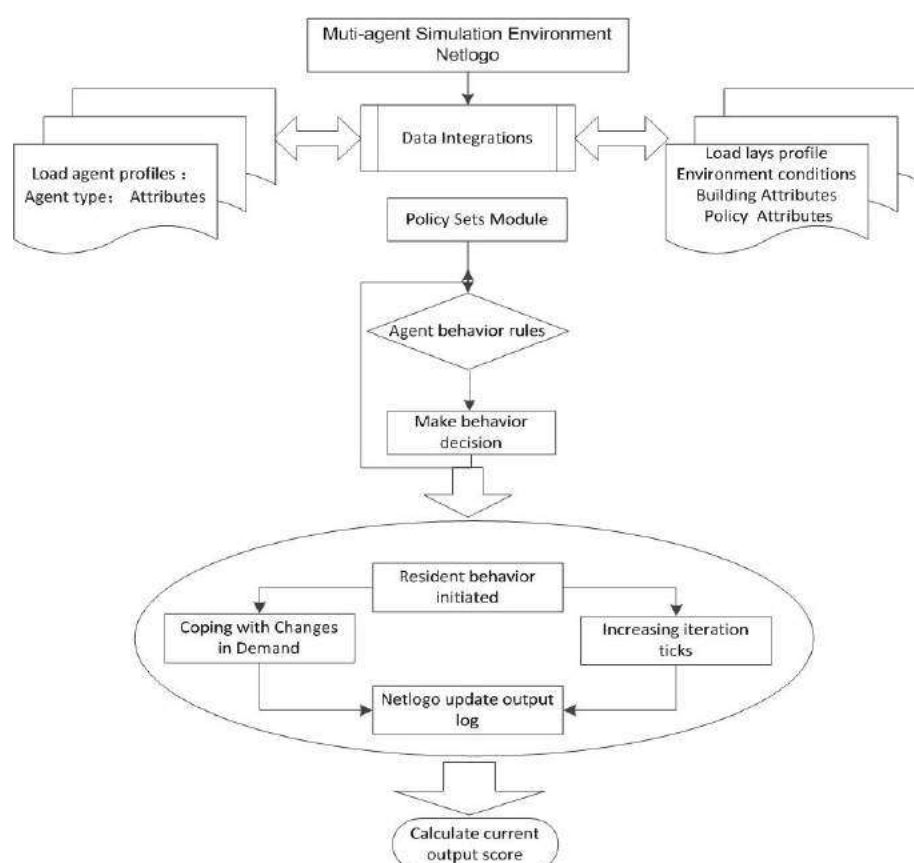 Muti-agent Simulation Environment
Netlogo
Data Integrations
Load agent profiles：
Agent type： Attributes
Load lays profile
Environment conditions
Building Attributes
Policy Attributes
Policy Sets Module
Agent behavior rules
Make behavior
decision
Resident behavior
initiated
Coping with Changes
in Demand
Increasing iteration
ticks
Netlogo update output
log
Calculate current
output score